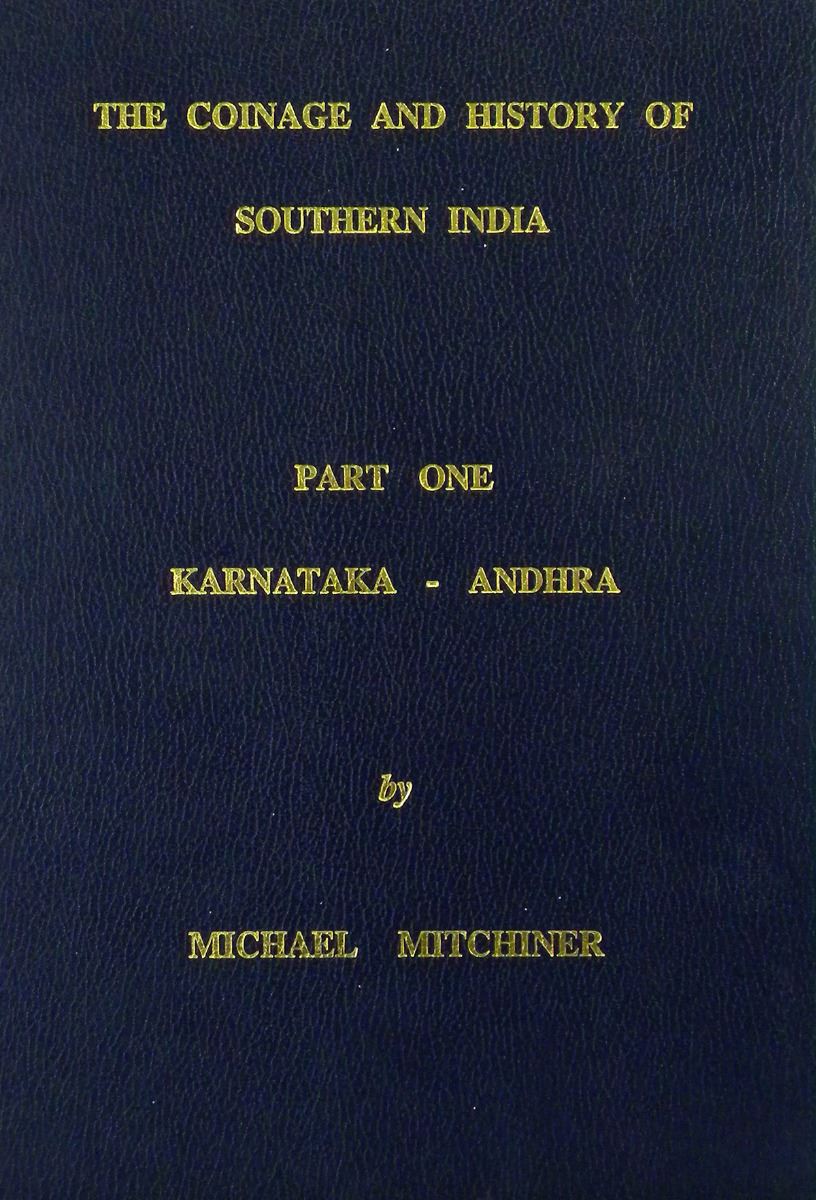 THE COINAGE AND HISTORY OF
SOUTHERN INDIA
PART ONE
KARNATAKA - ANDHRA
by
MICHAEL MITCHINER